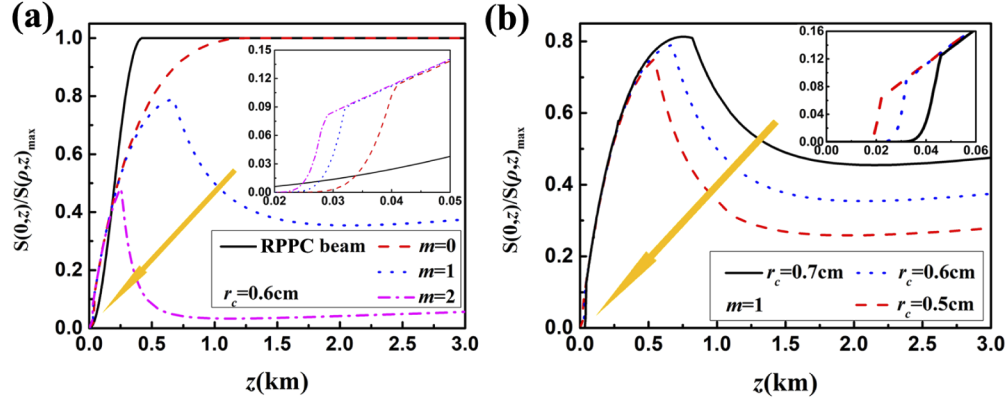 (a)
S(0,z)/S(ρ,z)max
1.0
0.8
0.6
0.4
0.2
0.0
0.0 0.5 1.0 1.5 2.0 2.5 3.0
z(km)
0.15
0.12
0.09
0.06
0.03
0.00
0.02 0.03 0.04 0.05
RPPC beam m=0
m=1
rc=0.6cm m=2
(b)
S(0,z)/S(ρ,z)max
0.8
0.6
0.4
0.2
0.0
0.0 0.5 1.0 1.5 2.0 2.5 3.0
z(km)
0.16
0.12
0.08
0.04
0.00
0.00 0.02 0.04 0.06
rc=0.7cm rc=0.6cm
m=1 rc=0.5cm